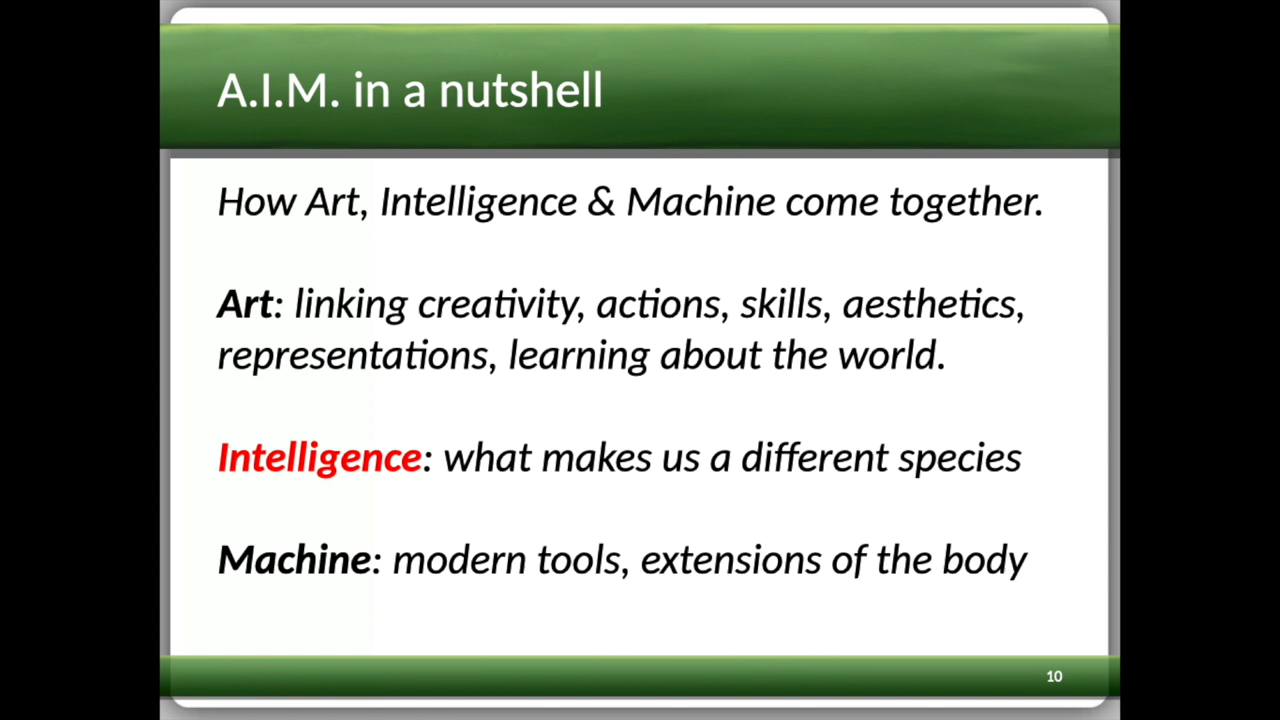 A.I.M. in a nutshell
How Art, Intelligence & Machine come together.
Art: linking creativity, actions, skills, aesthetics,
representations, learning about the world.
Intelligence: what makes us a different species
Machine: modern tools, extensions of the body
10